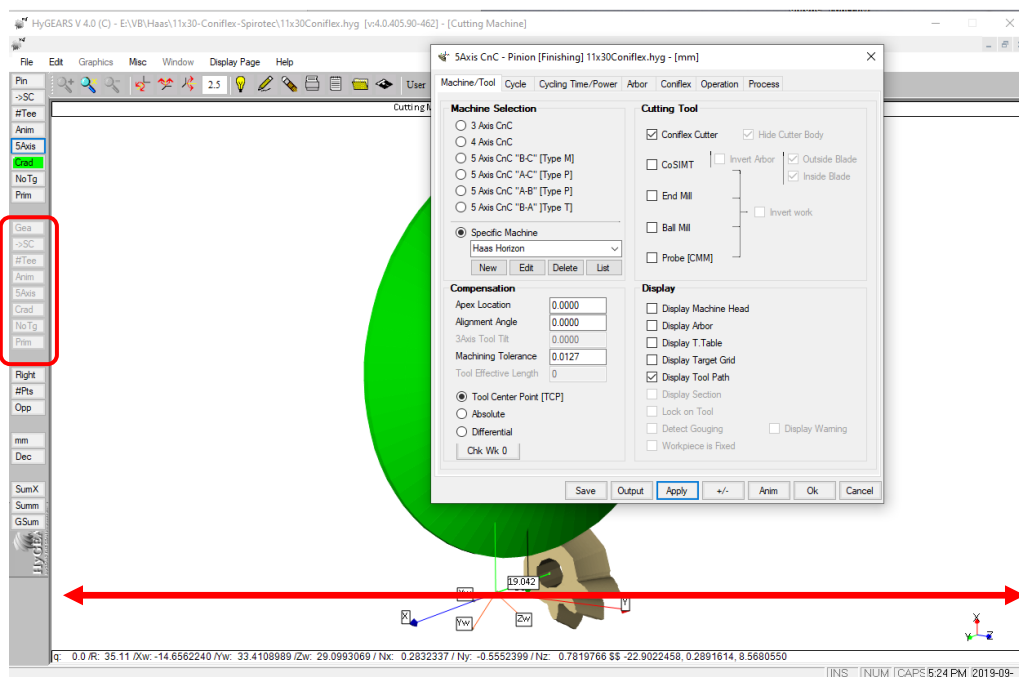 HyGEARS V 4.0 (C) - E:\VB\Haas\11x30-Coniflex-Spirotec\11x30Coniflex.hyg [v:4.0.405.90-462] - [Cutting Machine]
File Edit Graphics Misc Window Display Page Help
2.5 User
Pin
->SC
#Tee
Anim
5Axis
Crad
NoTg
Prim
Gea
->SC
#Tee
Anim
5Axis
Crad
NoTg
Prim
Right
#Pts
Opp
mm
Dec
SumX
Summ
GSum
HyGEARS
Cutting
5Axis CnC - Pinion [Finishing] 11x30Coniflex.hyg - [mm]
Machine/Tool Cycle Cycling Time/Power Arbor Coniflex Operation Process
Machine Selection
3 Axis CnC
4 Axis CnC
5 Axis CnC "B-C" [Type M]
5 Axis CnC "A-C" [Type P]
5 Axis CnC "A-B" [Type P]
5 Axis CnC "B-A" [Type T]
Specific Machine
Haas Horizon
New Edit Delete List
Compensation
Apex Location 0.0000
Alignment Angle 0.0000
3Axis Tool Tilt 0.0000
Machining Tolerance 0.0127
Tool Effective Length 0
Tool Center Point [TCP]
Absolute
Differential
Chk Wk 0
Cutting Tool
Coniflex Cutter Hide Cutter Body
CoSIMT Invert Arbor Outside Blade
Inside Blade
End Mill
Invert work
Ball Mill
Probe [CMM]
Display
Display Machine Head
Display Arbor
Display T.Table
Display Target Grid
Display Tool Path
Display Section
Lock on Tool
Detect Gouging Display Warning
Workpiece is Fixed
Save Output Apply +/- Anim Ok Cancel
19.042
X Yw Zw Y
X
Y Z
q: 0.0 /R: 35.11 /Xw: -14.6562240 /Yw: 33.4108989 /Zw: 29.0993069 / Nx: 0.2832337 / Ny: -0.5552399 / Nz: 0.7819766 $$ -22.9022458, 0.2891614, 8.5680550
INS NUM CAPS 5:24 PM 2019-09-